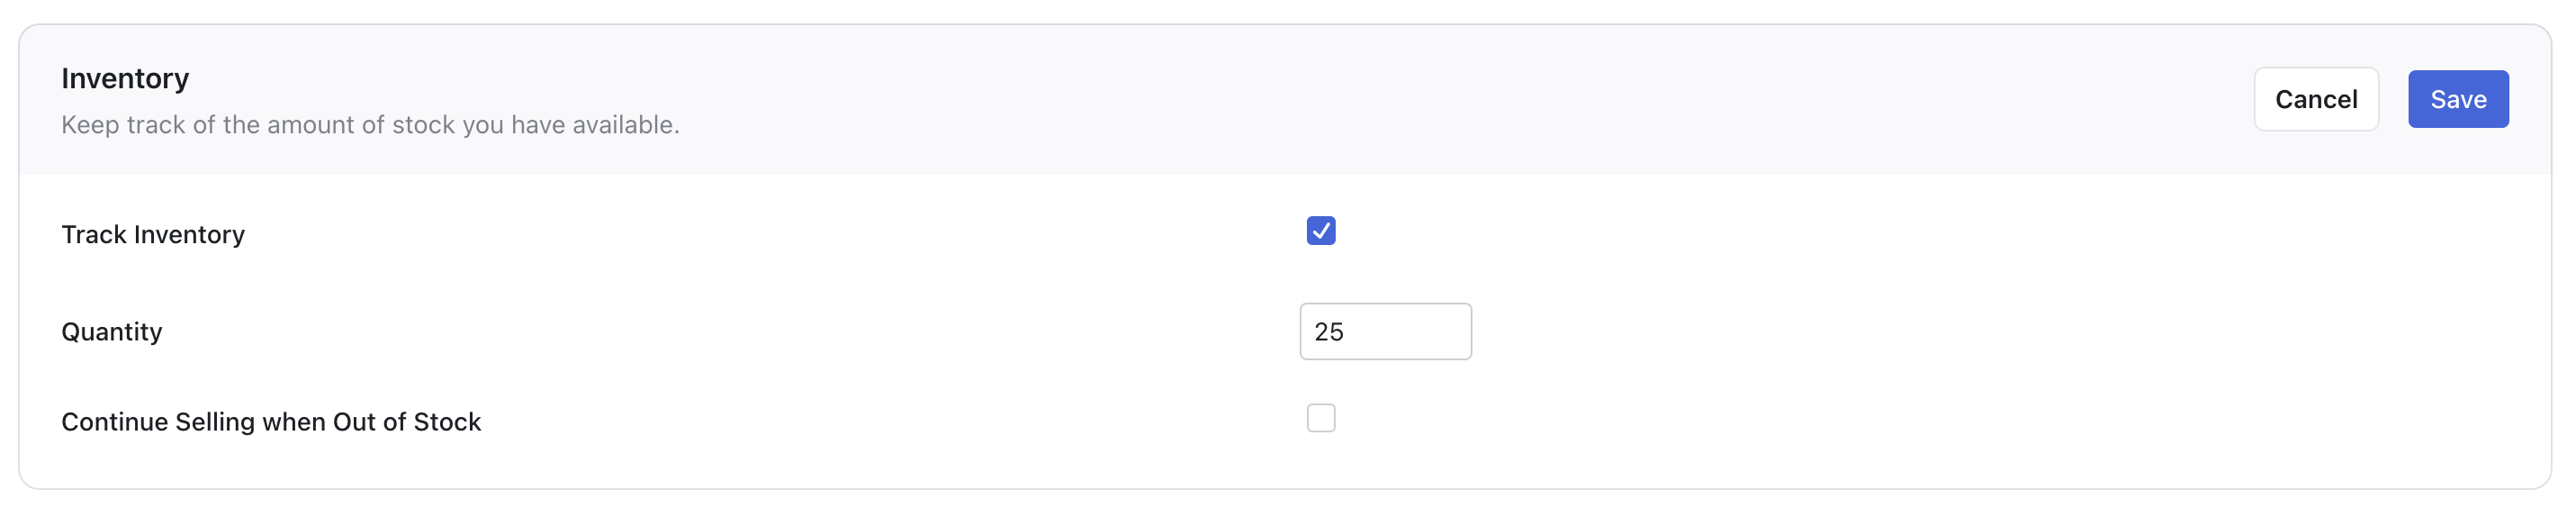 Inventory
Keep track of the amount of stock you have available.
Cancel
Save
Track Inventory
Quantity
25
Continue Selling when Out of Stock